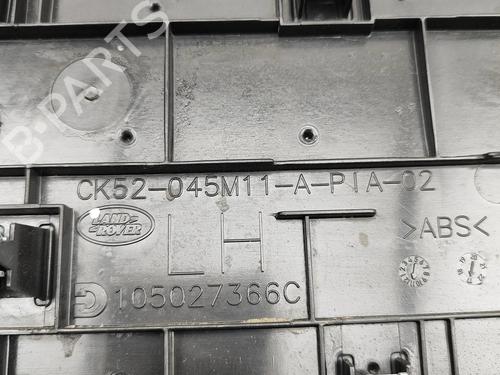 B-PARTS
CK52-045M11-A-PIA-02
LAND
ROVER
LH
>ABS<
105027366C